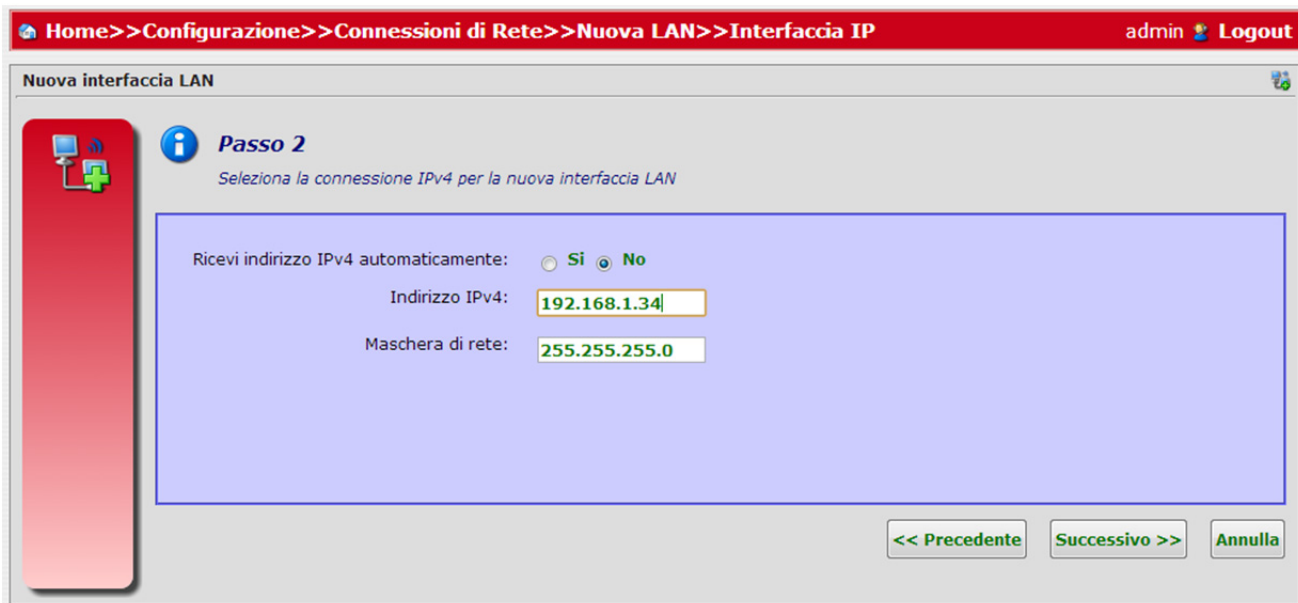 Home>>Configurazione>>Connessioni di Rete>>Nuova LAN>>Interfaccia IP admin Logout
Nuova interfaccia LAN
Passo 2
Seleziona la connessione IPv4 per la nuova interfaccia LAN
Ricevi indirizzo IPv4 automaticamente: Si No
Indirizzo IPv4: 192.168.1.34
Maschera di rete: 255.255.255.0
<< Precedente Successivo >> Annulla